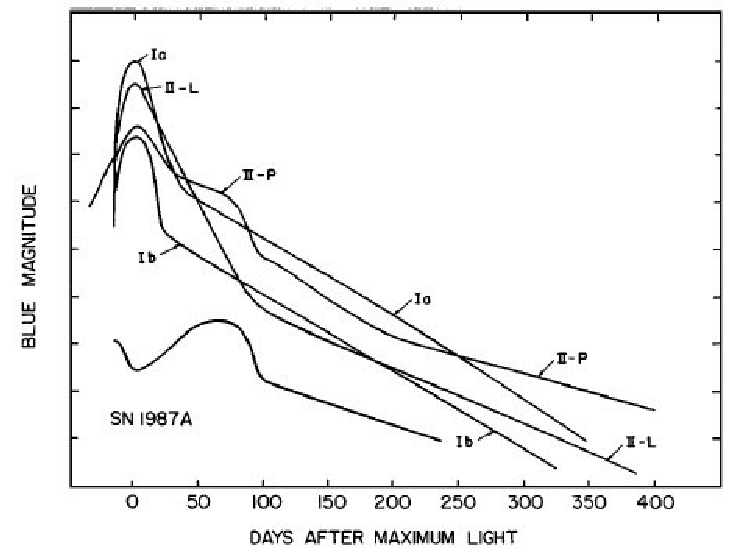 Ia
II-L
II-P
Ib
Ia
II-P
SN 1987A
Ib
II-L
BLUE MAGNITUDE
0 50 100 150 200 250 300 350 400
DAYS AFTER MAXIMUM LIGHT